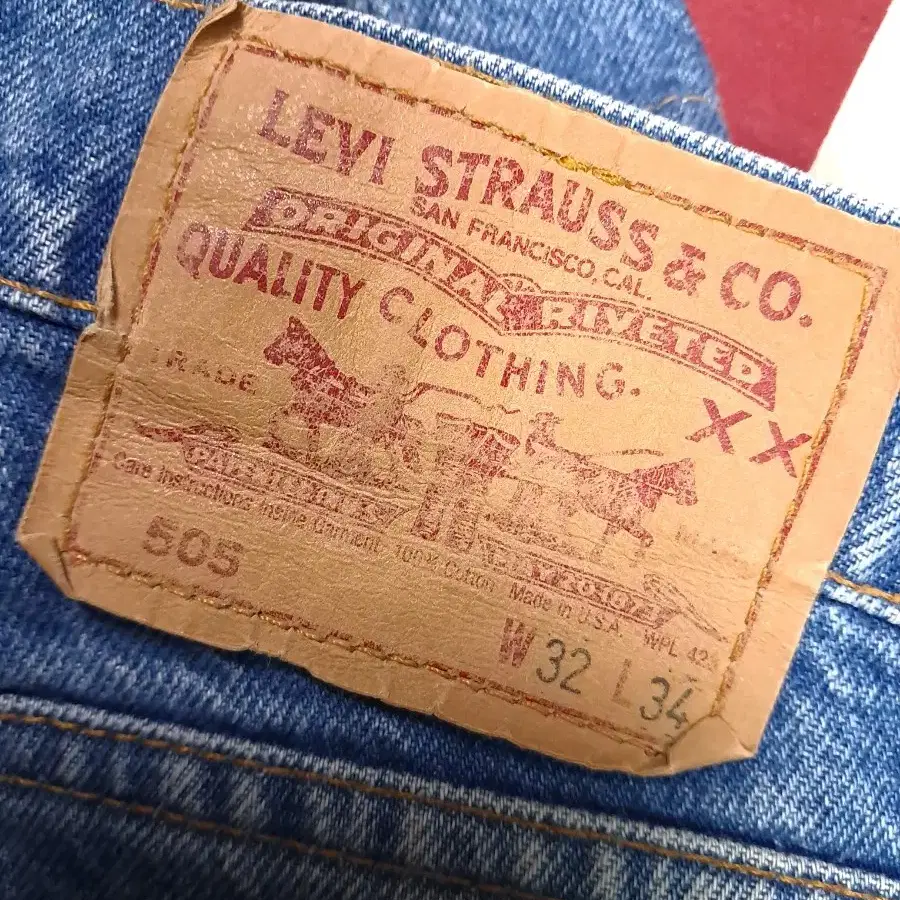 LEVI STRAUSS & CO.
SAN FRANCISCO, CAL.
ORIGINAL RIVETED
QUALITY CLOTHING.
TRADE
XX
Care Instructions Inside Garment 100% Cotton Made in U.S.A. WPL 423
505
W 32 L 34